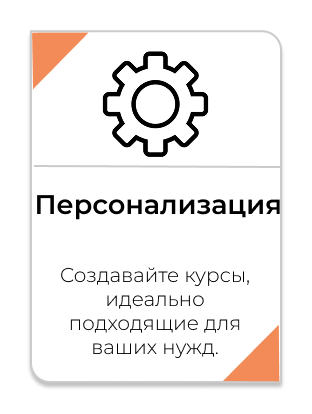 Персонализация
Создавайте курсы,
идеально
подходящие для
ваших нужд.